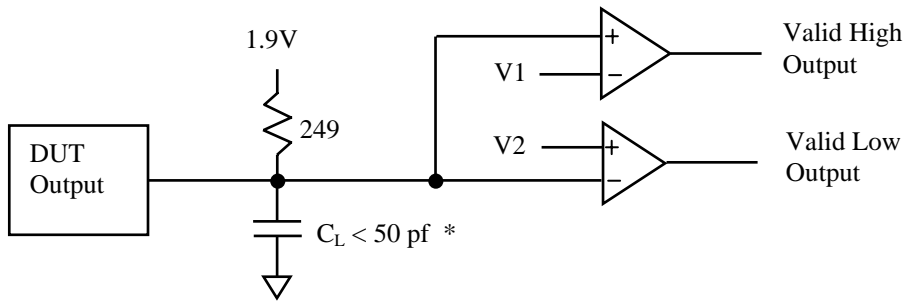 1.9V
249
DUT
Output
C_L < 50 pf *
V1
+
−
Valid High
Output
V2
+
−
Valid Low
Output